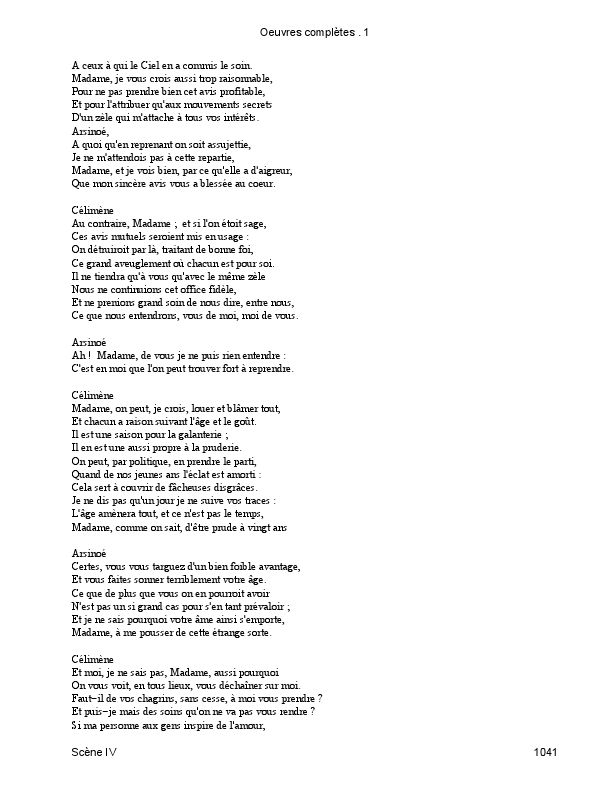 Oeuvres complètes . 1
A ceux à qui le Ciel en a commis le soin.
Madame, je vous crois aussi trop raisonnable,
Pour ne pas prendre bien cet avis profitable,
Et pour l'attribuer qu'aux mouvements secrets
D'un zèle qui m'attache à tous vos intérêts.
Arsinoé,
A quoi qu'en reprenant on soit assujettie,
Je ne m'attendois pas à cette repartie,
Madame, et je vois bien, par ce qu'elle a d'aigreur,
Que mon sincère avis vous a blessée au coeur.
Célimène
Au contraire, Madame ; et si l'on étoit sage,
Ces avis mutuels seroient mis en usage :
On détruiroit par là, traitant de bonne foi,
Ce grand aveuglement où chacun est pour soi.
Il ne tiendra qu'à vous qu'avec le même zèle
Nous ne continuions cet office fidèle,
Et ne prenions grand soin de nous dire, entre nous,
Ce que nous entendrons, vous de moi, moi de vous.
Arsinoé
Ah ! Madame, de vous je ne puis rien entendre :
C'est en moi que l'on peut trouver fort à reprendre.
Célimène
Madame, on peut, je crois, louer et blâmer tout,
Et chacun a raison suivant l'âge et le goût.
Il est une saison pour la galanterie ;
Il en est une aussi propre à la pruderie.
On peut, par politique, en prendre le parti,
Quand de nos jeunes ans l'éclat est amorti :
Cela sert à couvrir de fâcheuses disgrâces.
Je ne dis pas qu'un jour je ne suive vos traces :
L'âge amènera tout, et ce n'est pas le temps,
Madame, comme on sait, d'être prude à vingt ans
Arsinoé
Certes, vous vous targuez d'un bien foible avantage,
Et vous faites sonner terriblement votre âge.
Ce que de plus que vous on en pourroit avoir
N'est pas un si grand cas pour s'en tant prévaloir ;
Et je ne sais pourquoi votre âme ainsi s'emporte,
Madame, à me pousser de cette étrange sorte.
Célimène
Et moi, je ne sais pas, Madame, aussi pourquoi
On vous voit, en tous lieux, vous déchaîner sur moi.
Faut-il de vos chagrins, sans cesse, à moi vous prendre ?
Et puis-je mais des soins qu'on ne va pas vous rendre ?
Si ma personne aux gens inspire de l'amour,
Scène IV
1041